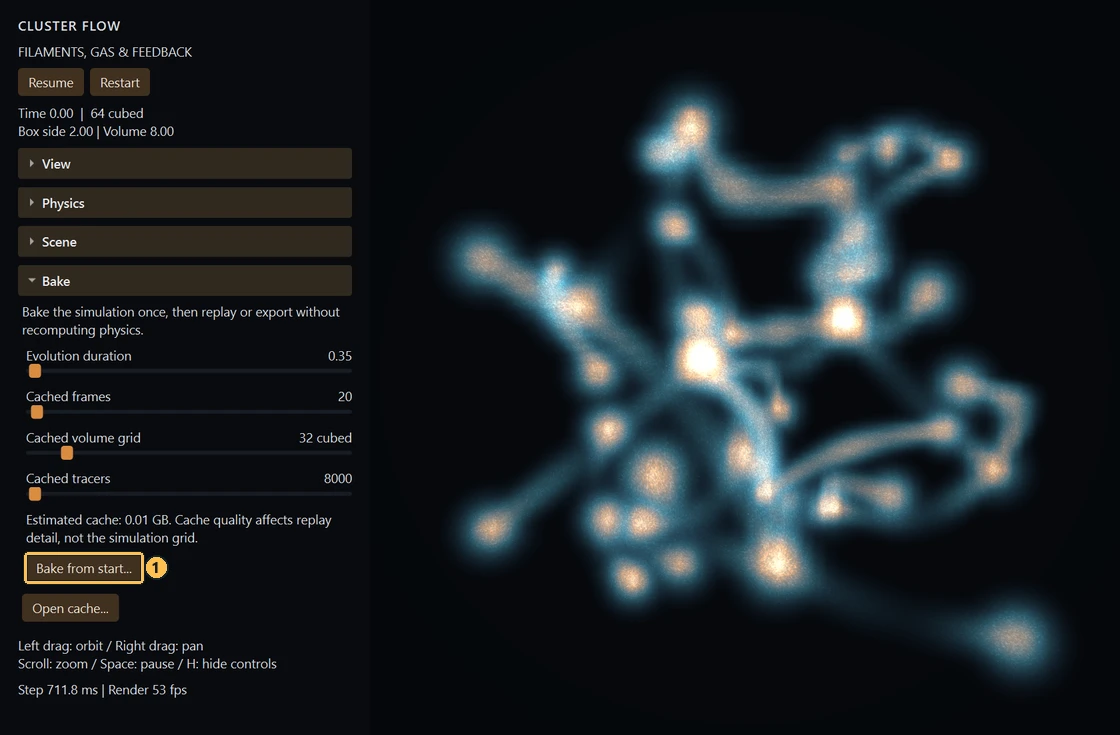 CLUSTER FLOW
FILAMENTS, GAS & FEEDBACK
Resume Restart
Time 0.00 | 64 cubed
Box side 2.00 | Volume 8.00
View
Physics
Scene
Bake
Bake the simulation once, then replay or export without
recomputing physics.
Evolution duration 0.35
Cached frames 20
Cached volume grid 32 cubed
Cached tracers 8000
Estimated cache: 0.01 GB. Cache quality affects replay
detail, not the simulation grid.
Bake from start... 1
Open cache...
Left drag: orbit / Right drag: pan
Scroll: zoom / Space: pause / H: hide controls
Step 711.8 ms | Render 53 fps